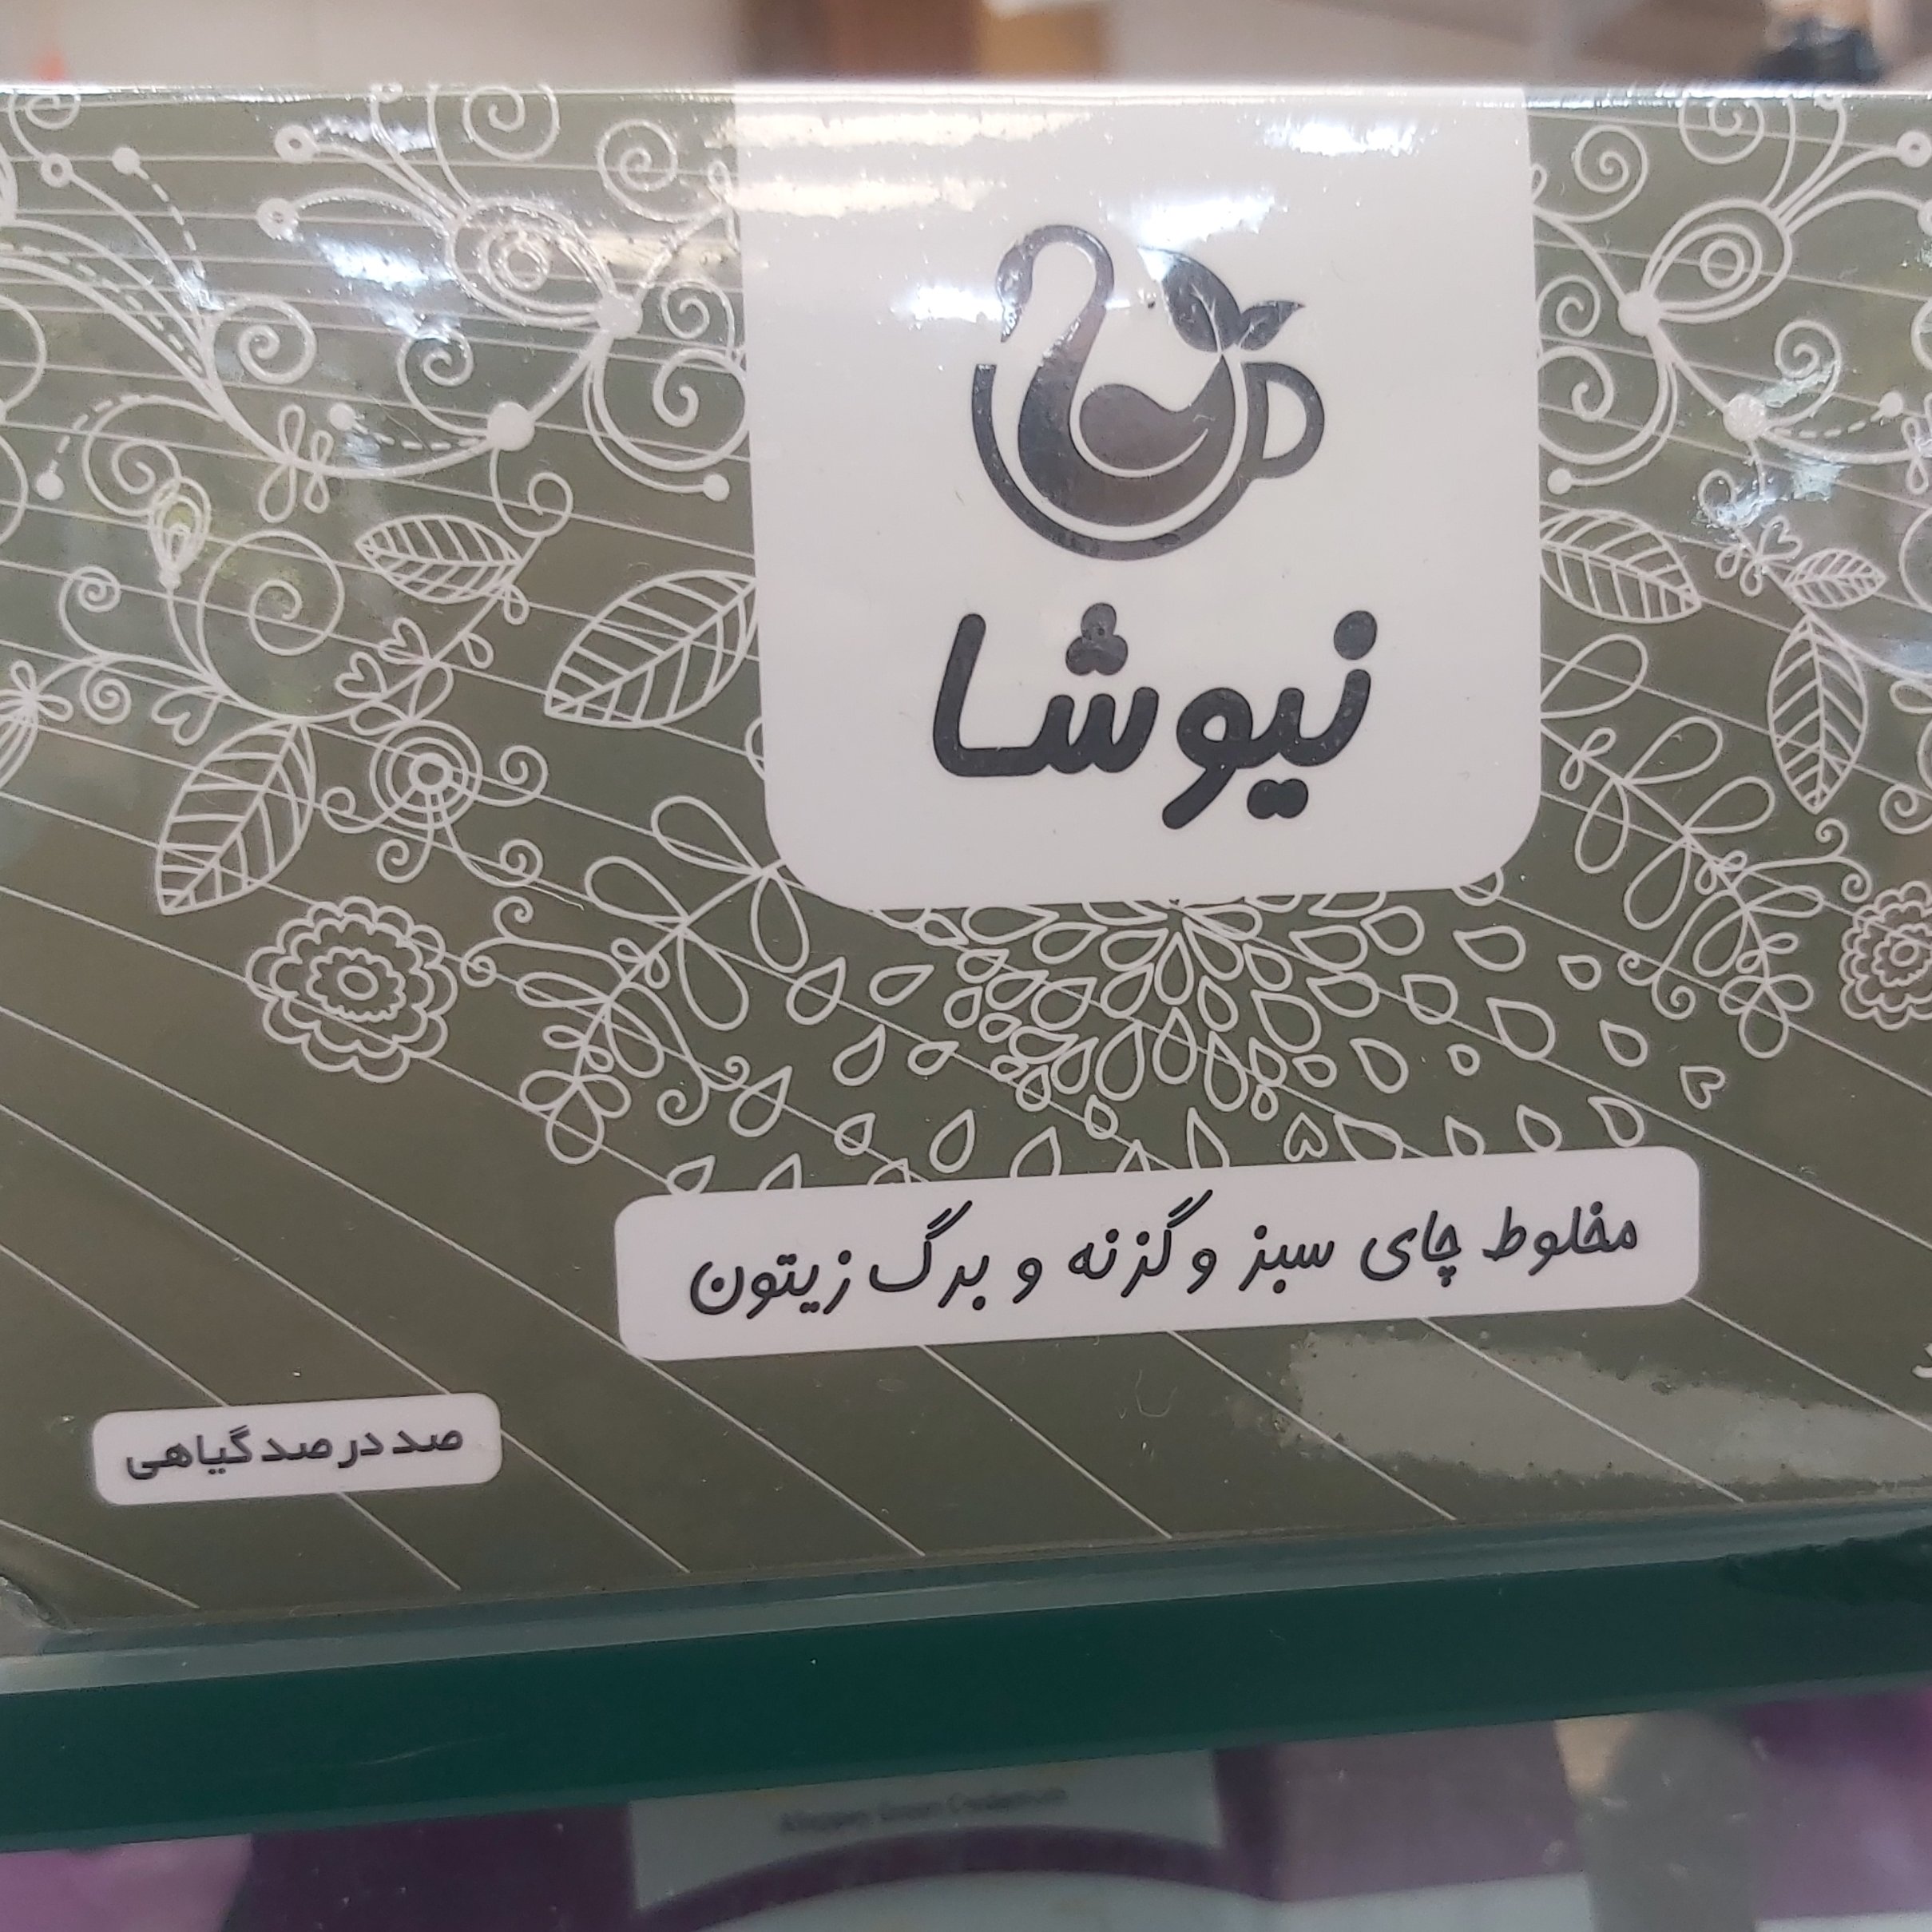 نیوشا
مخلوط چای سبز و گزنه و برگ زیتون
صد در صد گیاهی